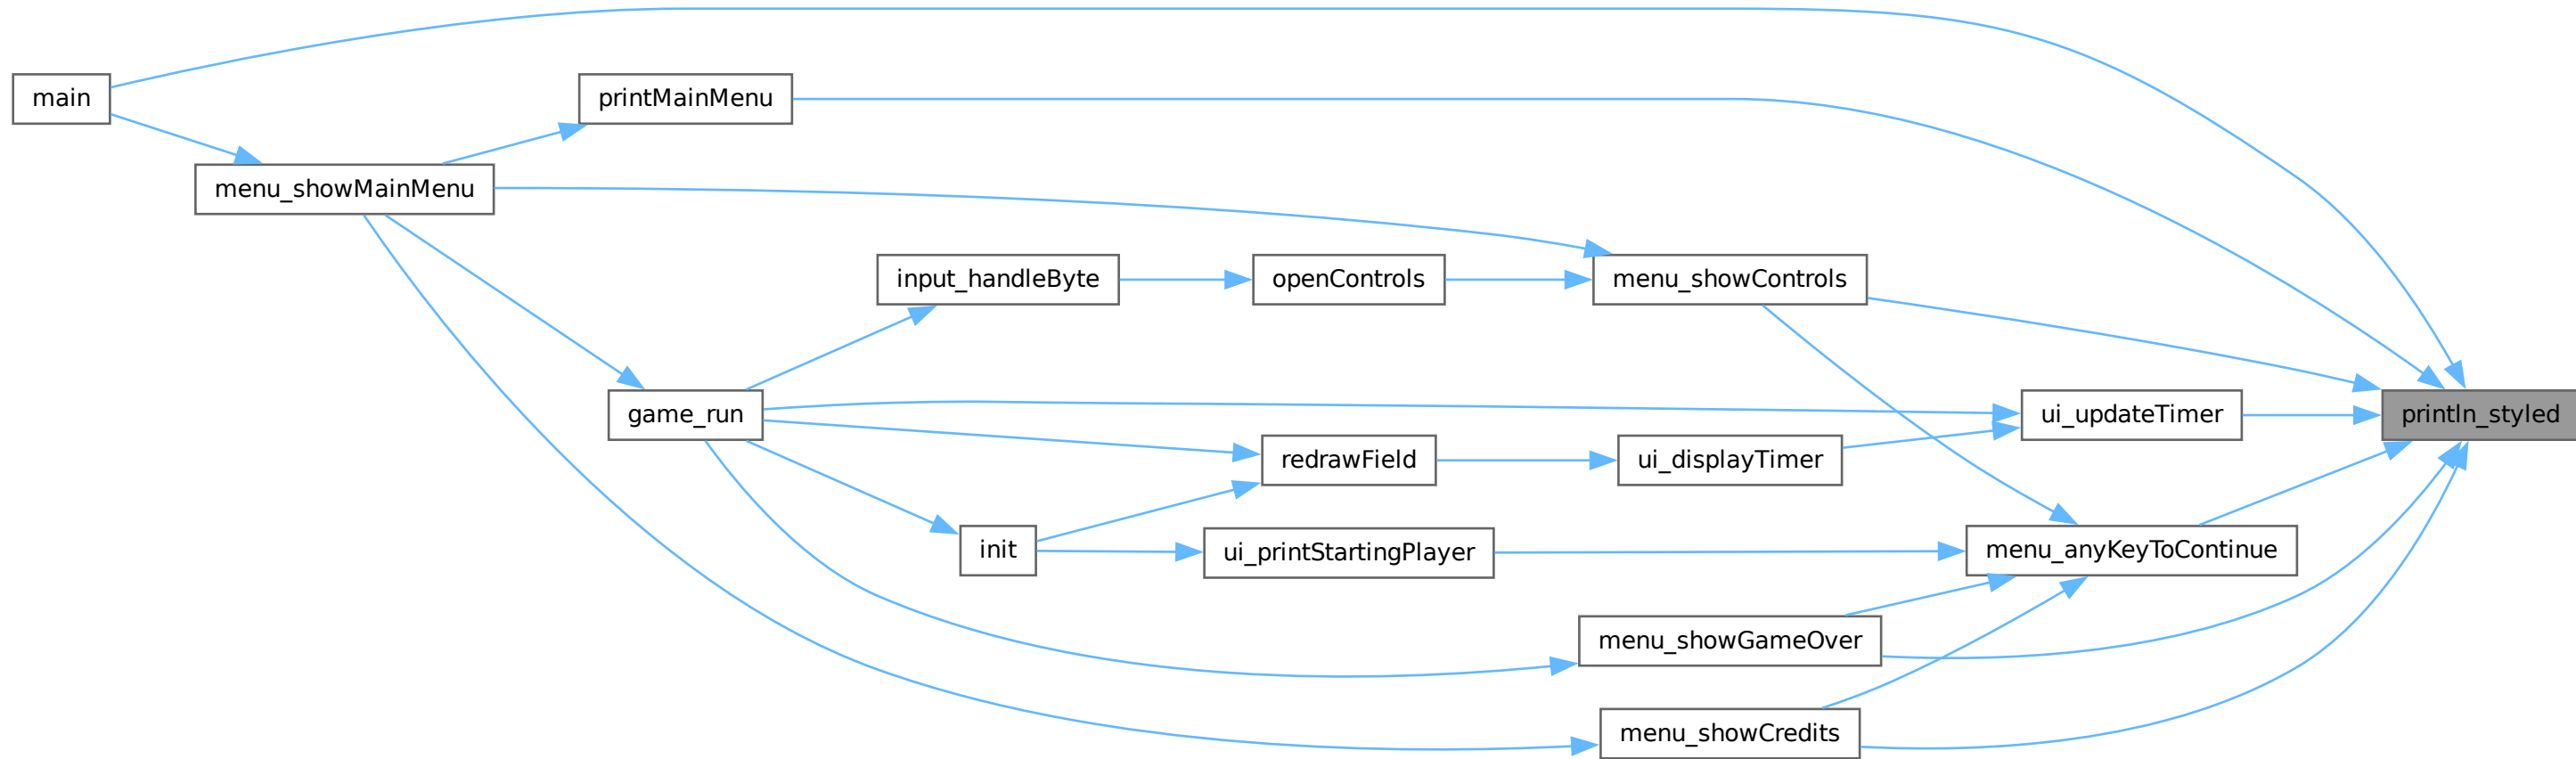 main
printMainMenu
menu_showMainMenu
input_handleByte
openControls
menu_showControls
game_run
ui_updateTimer
println_styled
redrawField
ui_displayTimer
init
ui_printStartingPlayer
menu_anyKeyToContinue
menu_showGameOver
menu_showCredits